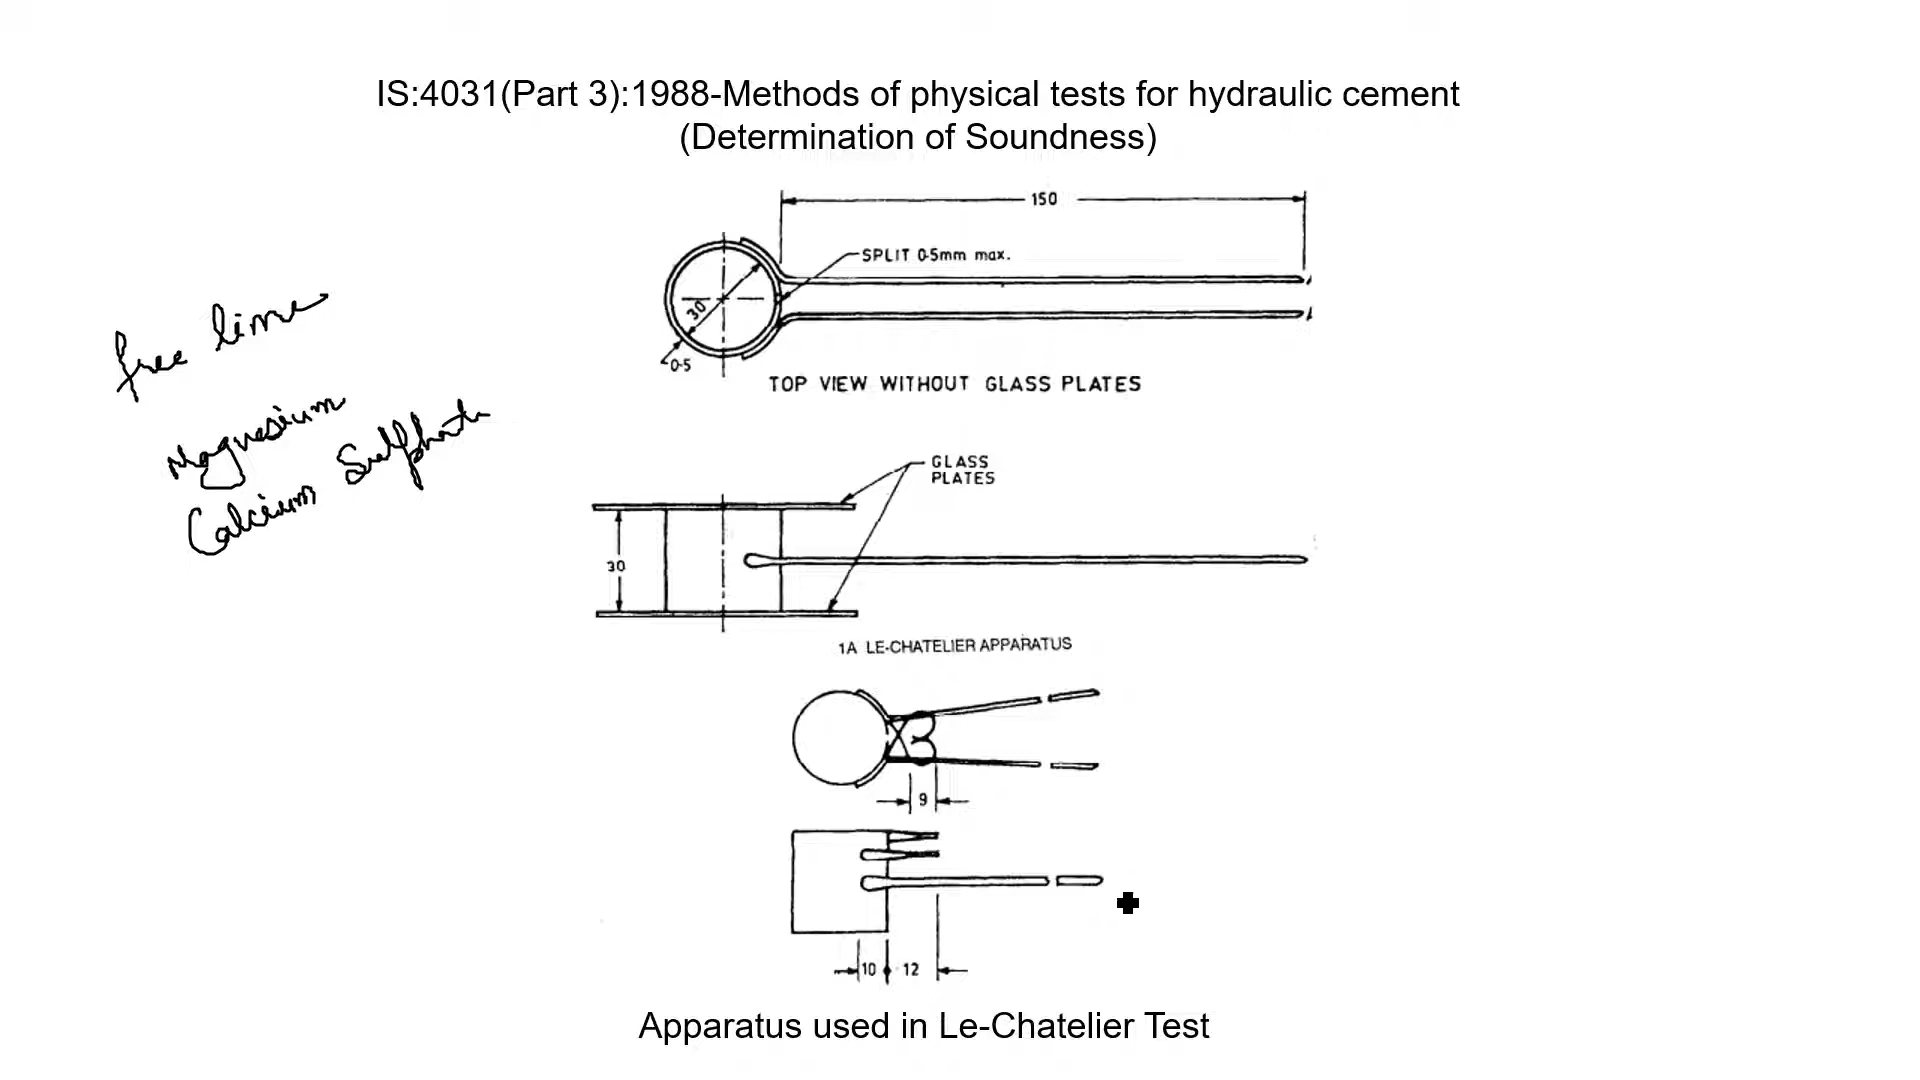 IS:4031(Part 3):1988-Methods of physical tests for hydraulic cement
(Determination of Soundness)
150
SPLIT 0·5mm max.
30
0·5
TOP VIEW WITHOUT GLASS PLATES
free lime
Magnesium
Calcium Sulphate
GLASS
PLATES
30
1A LE-CHATELIER APPARATUS
9
10 12
Apparatus used in Le-Chatelier Test